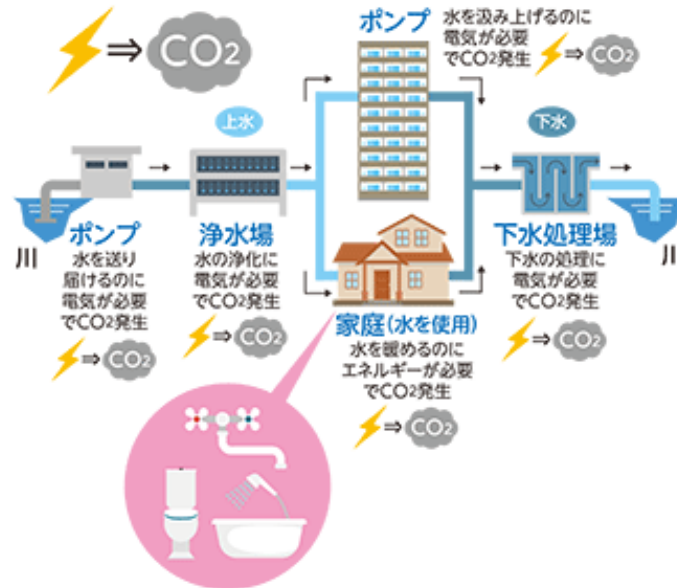 ⇒ CO2
ポンプ
水を汲み上げるのに
電気が必要
でCO2発生
⇒ CO2
上水
下水
川
ポンプ
水を送り
届けるのに
電気が必要
でCO2発生
⇒ CO2
浄水場
水の浄化に
電気が必要
でCO2発生
⇒ CO2
家庭(水を使用)
水を暖めるのに
エネルギーが必要
でCO2発生
⇒ CO2
下水処理場
下水の処理に
電気が必要
でCO2発生
⇒ CO2
川